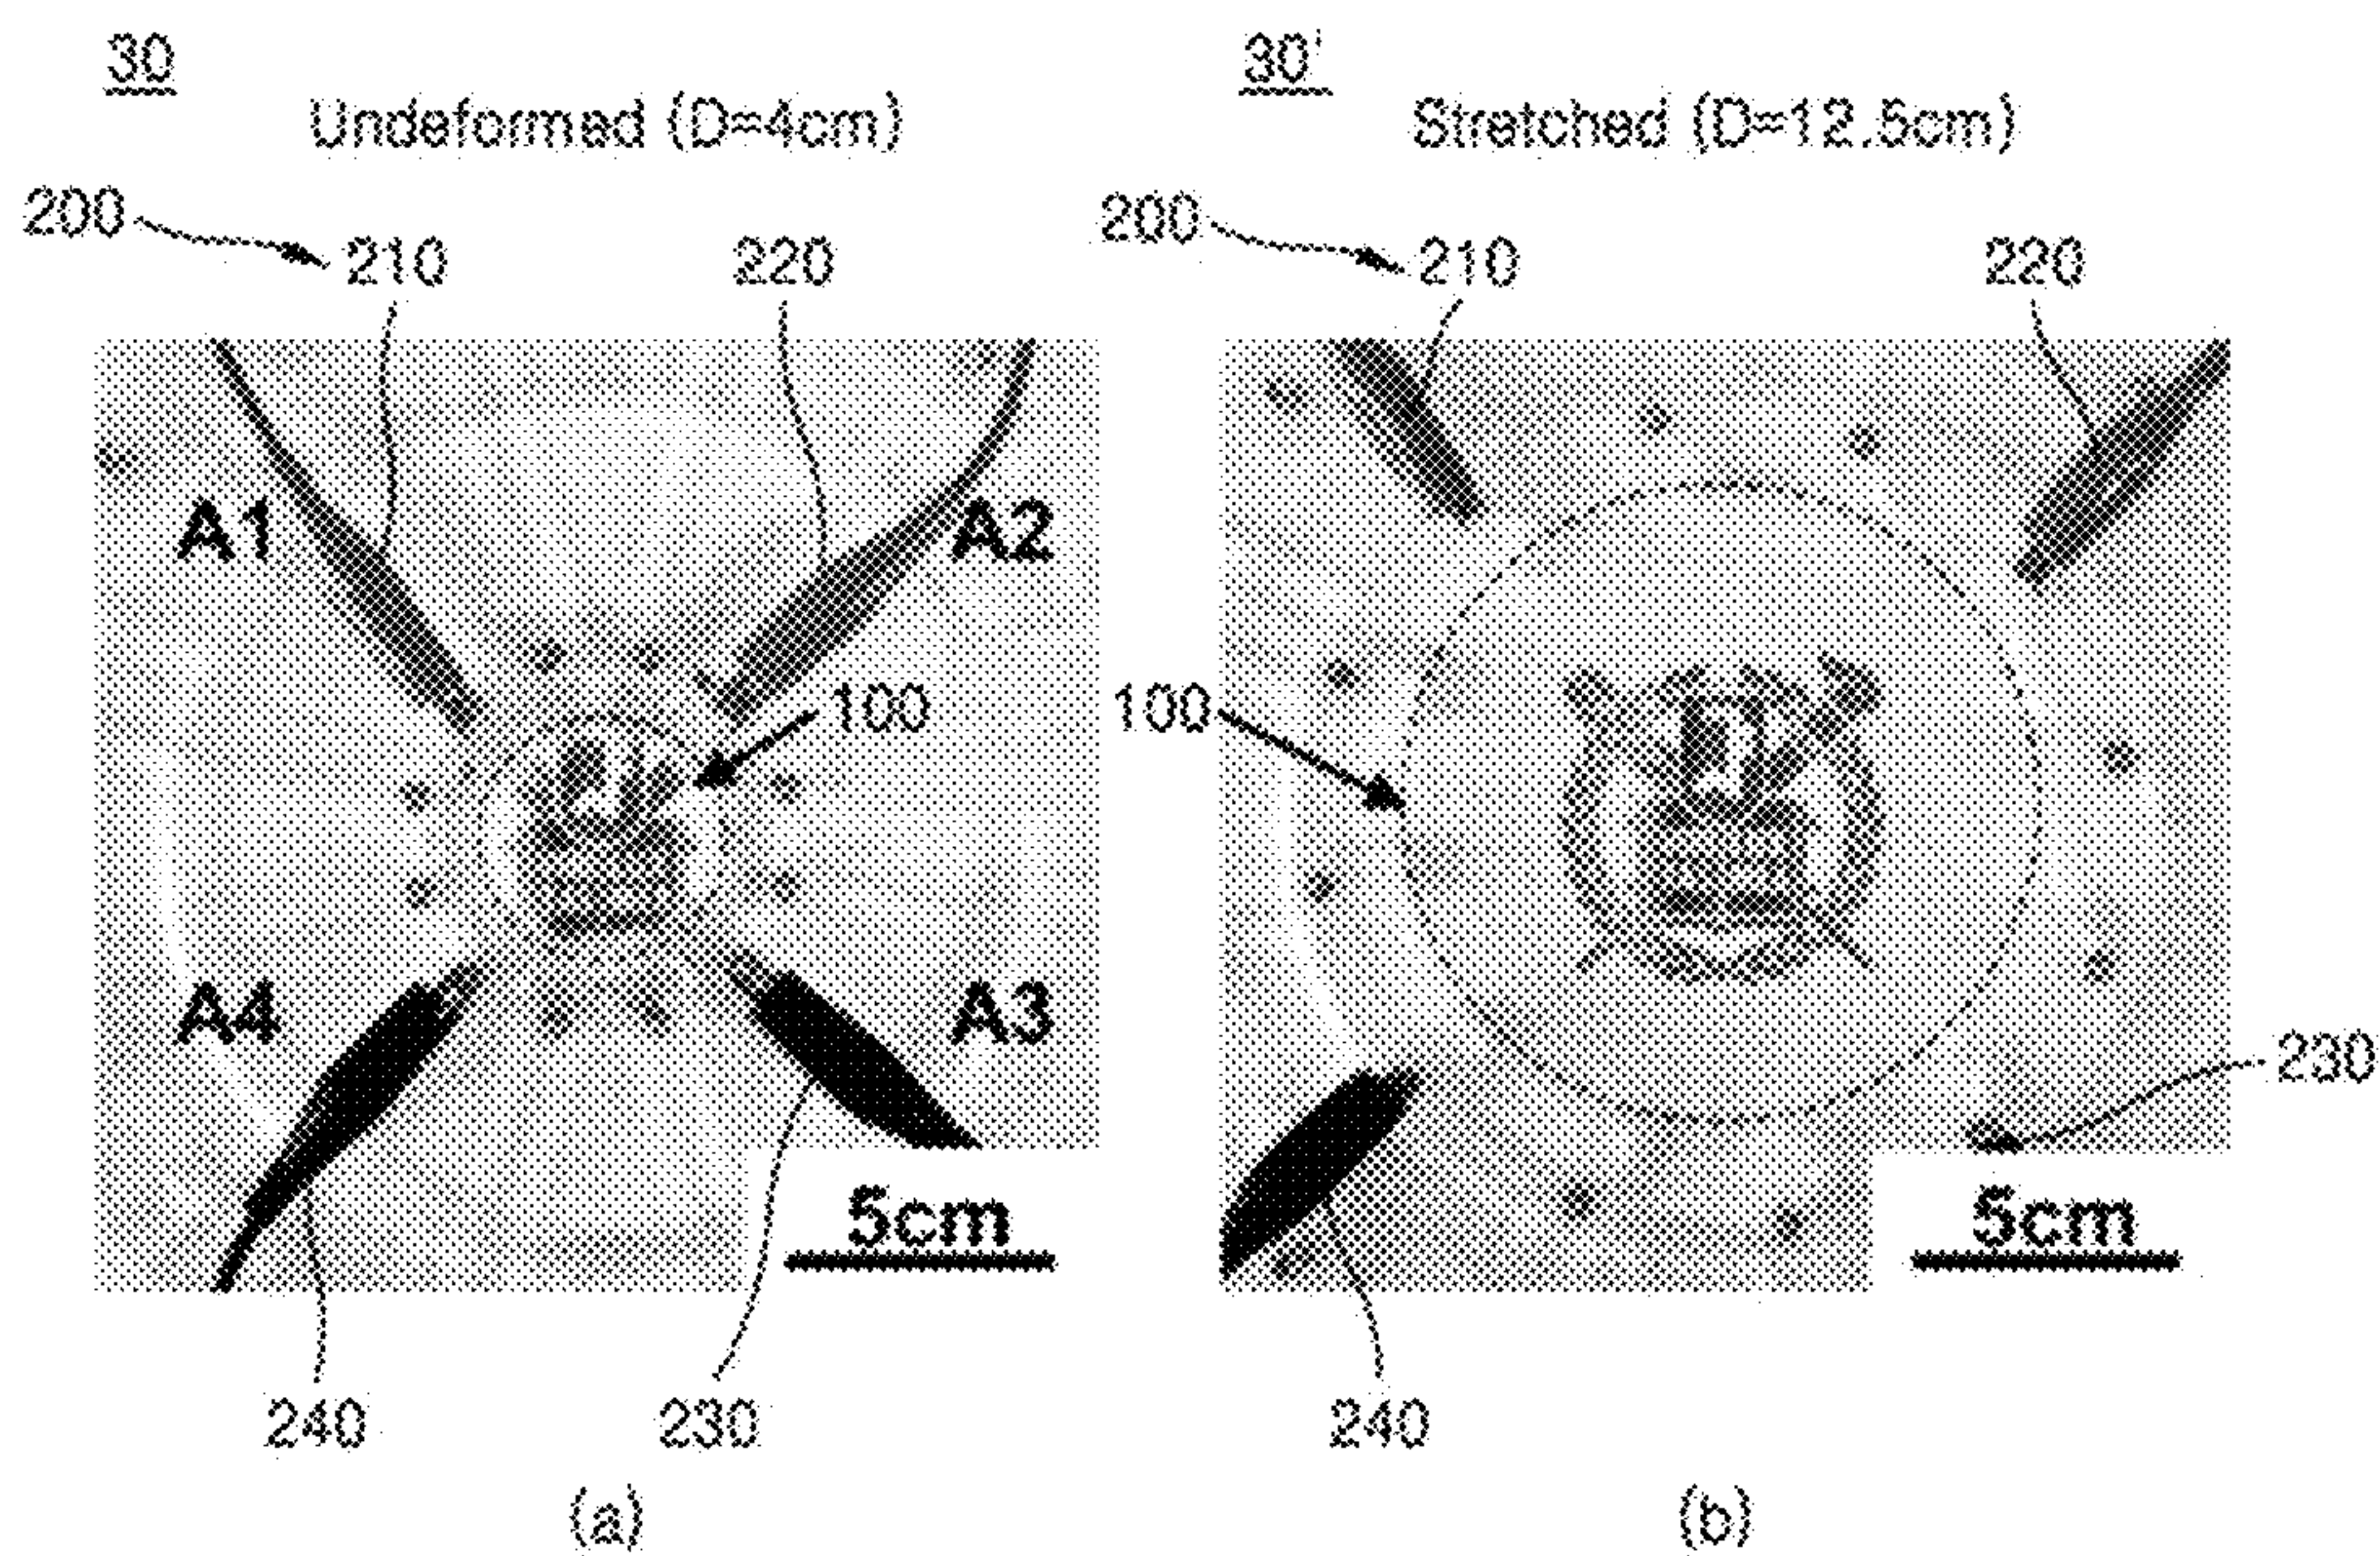 30
Undeformed (D=4cm)
200
210
220
A1
A2
100
A4
A3
5cm
240
230
(a)
30'
Stretched (D=12.5cm)
200
210
220
100
230
5cm
240
(b)